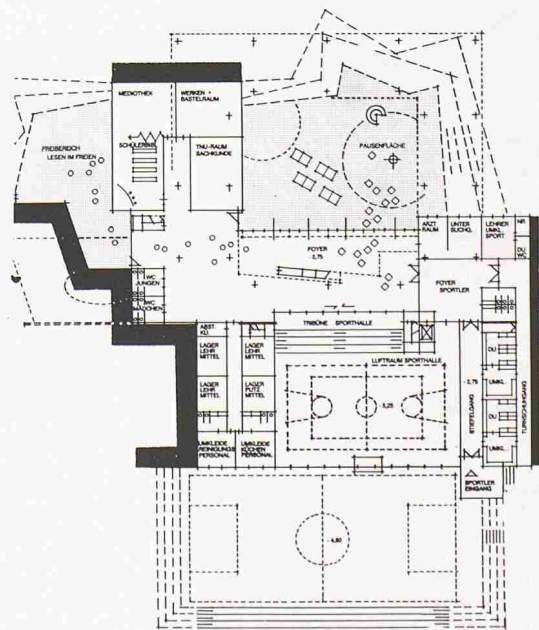 MEDIOTHEK
WERKEN +
BASTELRAUM
FREIBEREICH
LESEN IM FREIEN
TNU-RAUM
SACHKUNDE
PAUSENFLÄCHE
FOYER
- 2,75
ARZT
RAUM
UNTER
SUCHG.
LEHRER
UMKL.
SPORT
NR.
DU
WC
FOYER
SPORTLER
WC
JUNGEN
WC
MÄDCHEN
ABST.
KÜ.
LAGER
LEHR
MITTEL
LAGER
LEHR
MITTEL
LAGER
LEHR
MITTEL
LAGER
PUTZ
MITTEL
UMKLEIDE
REINIGUNGS
PERSONAL
UMKLEIDE
KÜCHEN
PERSONAL
TRIBÜNE SPORTHALLE
LUFTRAUM SPORTHALLE
- 5,25
STIEFELGANG
- 2,75
DU
UMKL.
DU
UMKL.
TURNSCHUHGANG
SPORTLER
EINGANG
- 4,80